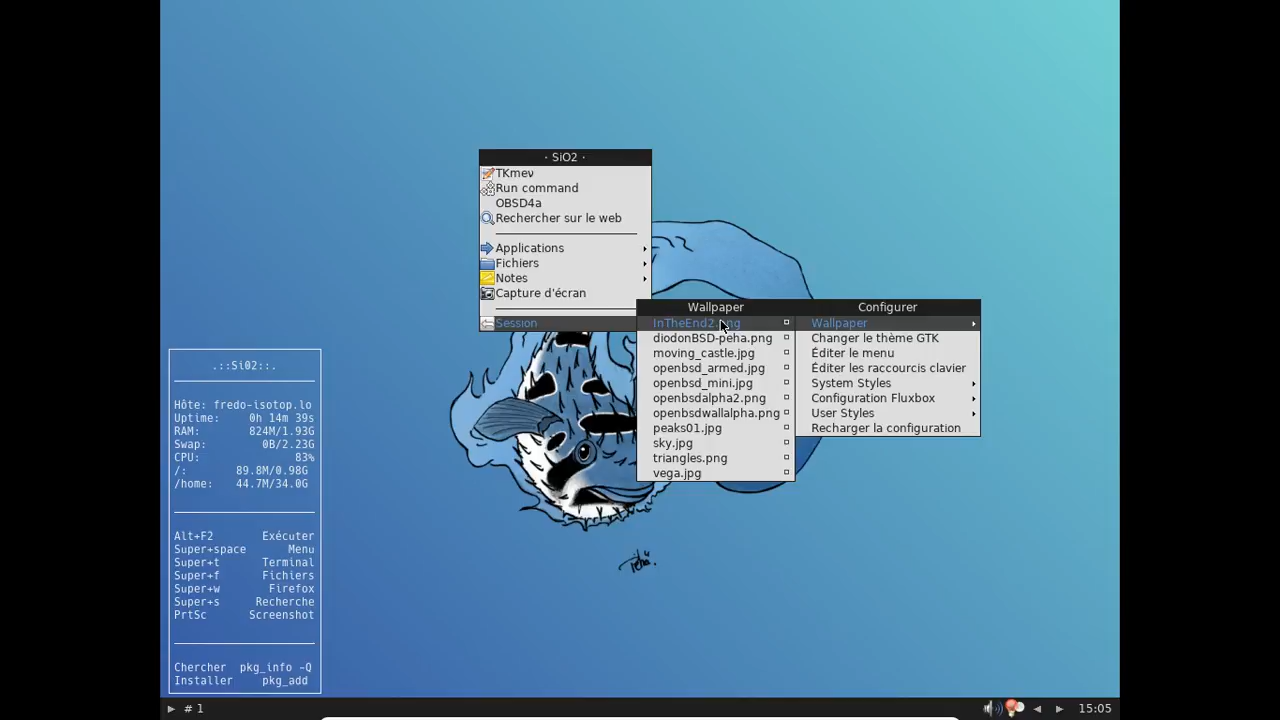 · SiO2 ·
TKmeν
Run command
OBSD4a
Rechercher sur le web
Applications
Fichiers
Notes
Capture d'écran
Session
Wallpaper
InTheEnd2.png
diodonBSD-peha.png
moving_castle.jpg
openbsd_armed.jpg
openbsd_mini.jpg
openbsdalpha2.png
openbsdwallalpha.png
peaks01.jpg
sky.jpg
triangles.png
vega.jpg
Configurer
Wallpaper
Changer le thème GTK
Éditer le menu
Éditer les raccourcis clavier
System Styles
Configuration Fluxbox
User Styles
Recharger la configuration
.::Si02::.
Hôte: fredo-isotop.lo
Uptime: 0h 14m 39s
RAM: 824M/1.93G
Swap: 0B/2.23G
CPU: 83%
/: 89.8M/0.98G
/home: 44.7M/34.0G
Alt+F2 Exécuter
Super+space Menu
Super+t Terminal
Super+f Fichiers
Super+w Firefox
Super+s Recherche
PrtSc Screenshot
Chercher pkg_info -Q
Installer pkg_add
# 1
15:05